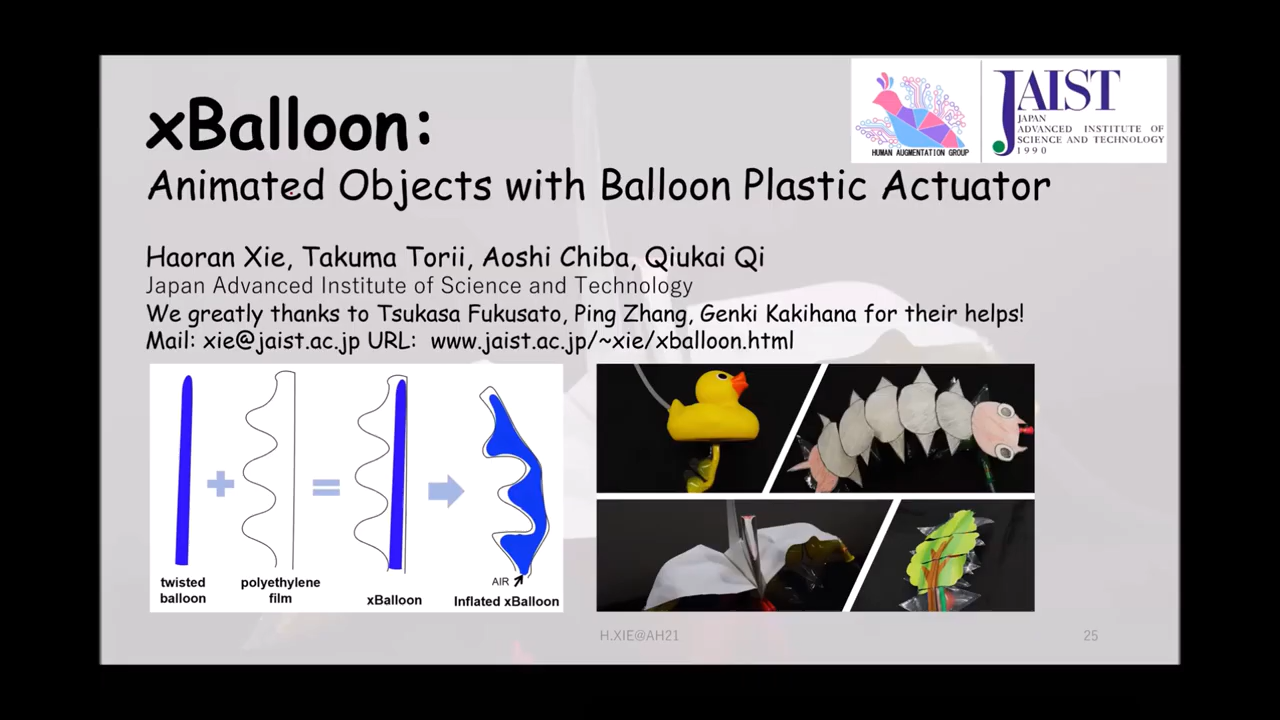 xBalloon:
Animated Objects with Balloon Plastic Actuator
HUMAN AUGMENTATION GROUP
JAIST
JAPAN
ADVANCED INSTITUTE OF
SCIENCE AND TECHNOLOGY
1990
Haoran Xie, Takuma Torii, Aoshi Chiba, Qiukai Qi
Japan Advanced Institute of Science and Technology
We greatly thanks to Tsukasa Fukusato, Ping Zhang, Genki Kakihana for their helps!
Mail: xie@jaist.ac.jp URL: www.jaist.ac.jp/~xie/xballoon.html
twisted
balloon
polyethylene
film
xBalloon
AIR
Inflated xBalloon
H.XIE@AH21
25